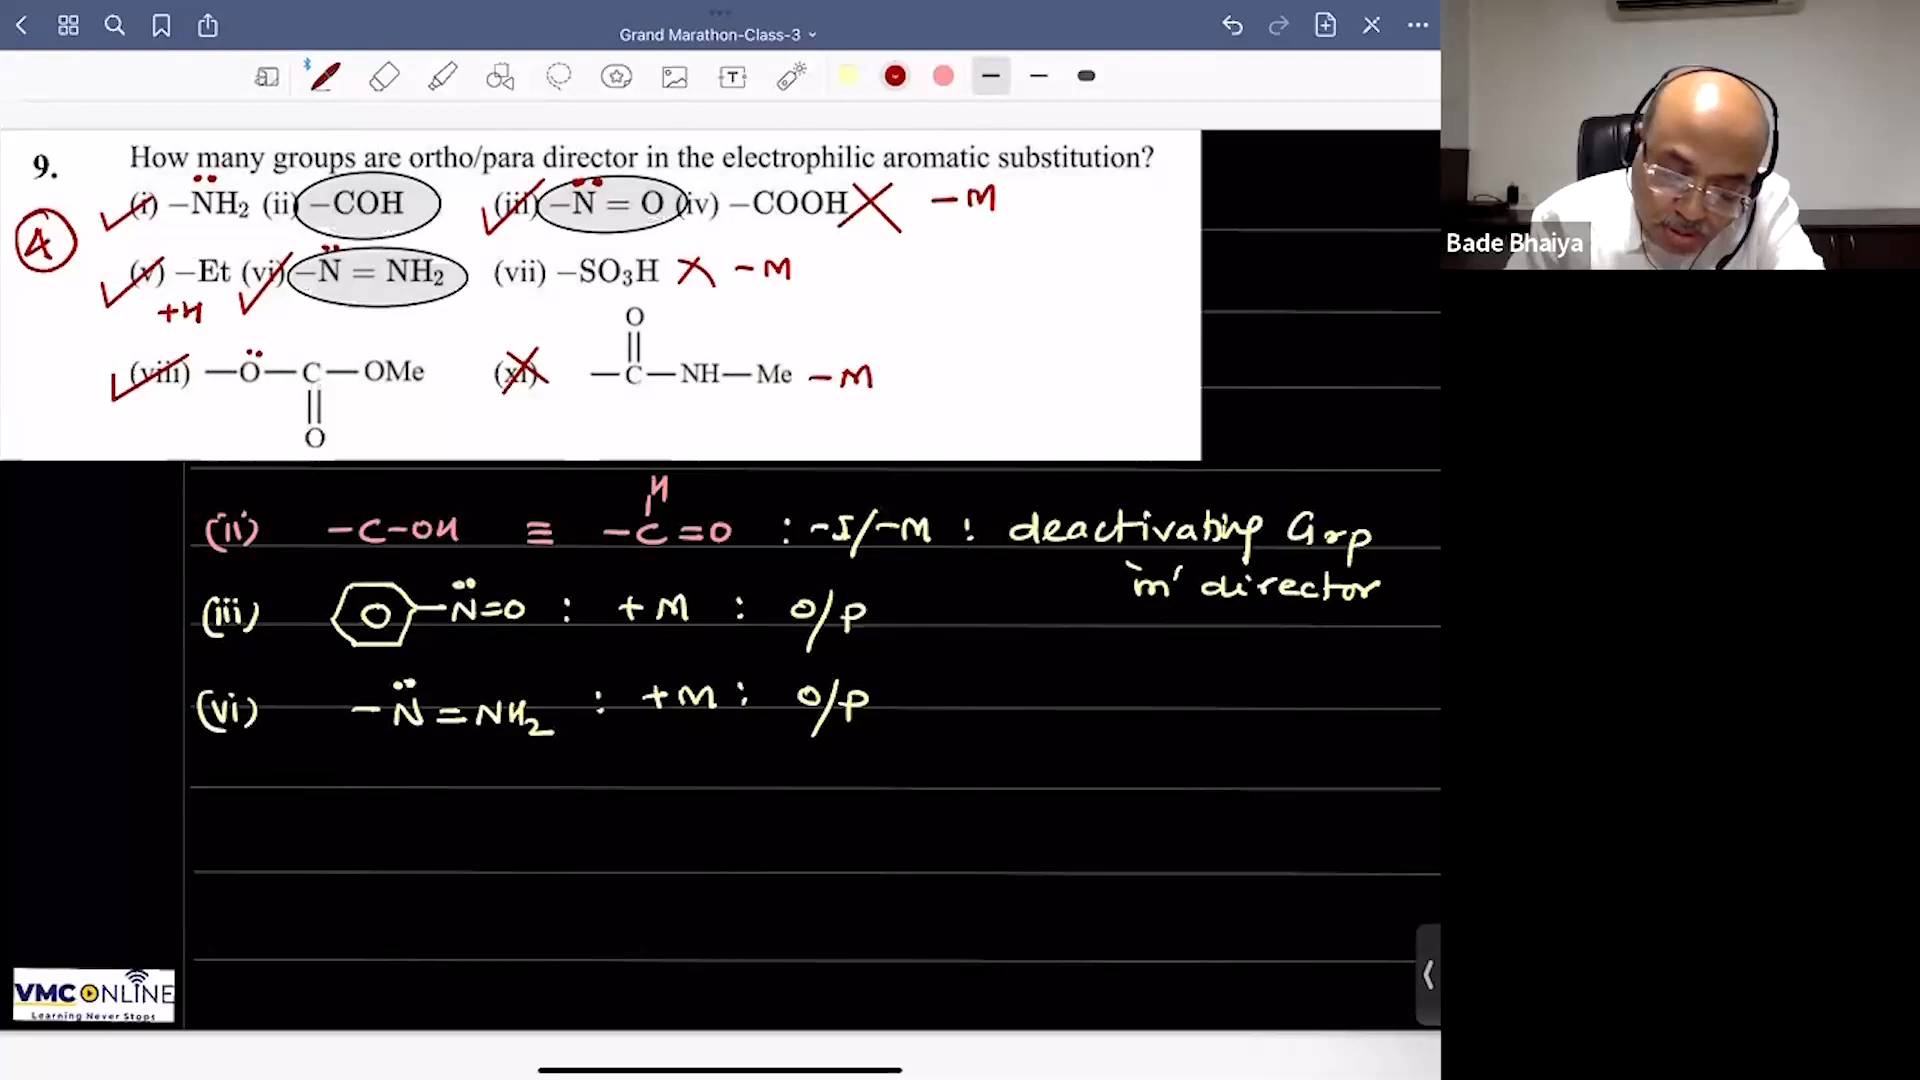 Grand Marathon-Class-3
9. How many groups are ortho/para director in the electrophilic aromatic substitution?
(i) –N̈H₂ (ii) –COH (iii) –N̈ = O (iv) –COOH ✗ –M
④
(v) –Et (vi) –N̈ = NH₂ (vii) –SO₃H ✗ –M
+H
O
||
(viii) —Ö—C—OMe (xi) —C—NH—Me –M
||
O
H
(ii) –C–OH ≡ –C=O : –I/–M : deactivating Grp
'm' director
(iii) –N̈=O : +M : o/p
(vi) –N̈=NH₂ : +M : o/p
Bade Bhaiya
VMC ONLINE
Learning Never Stops